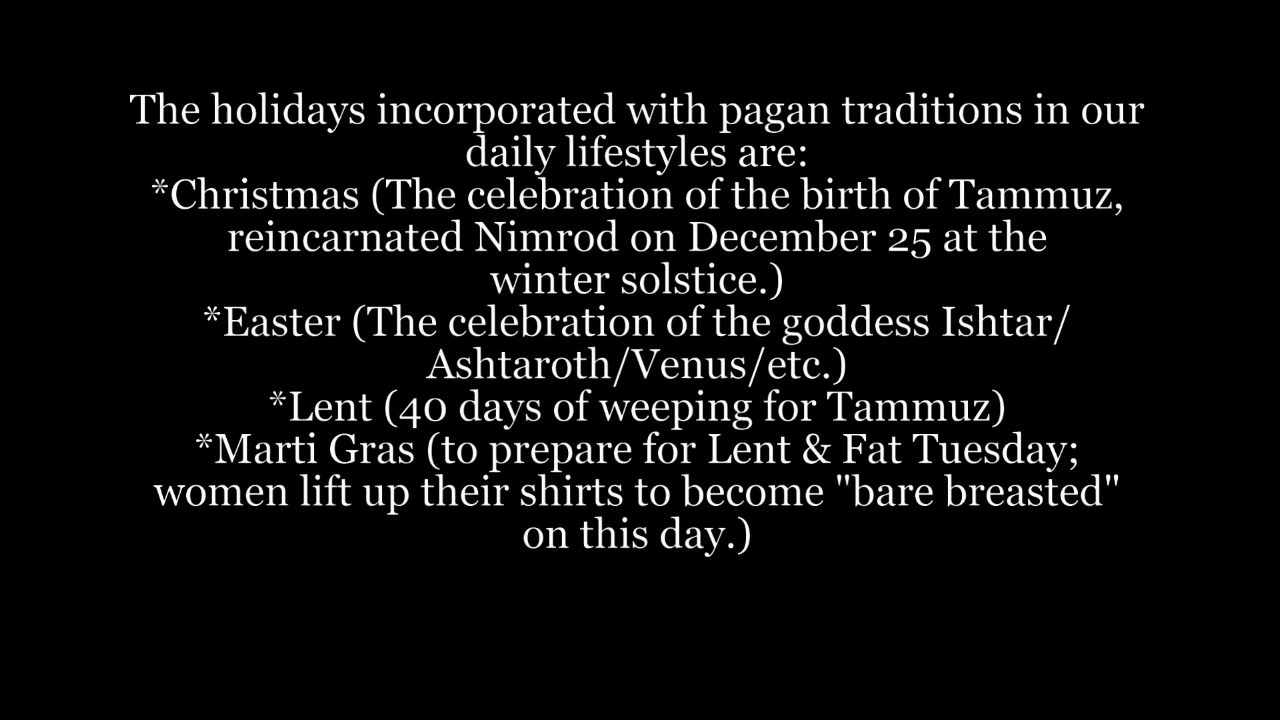 The holidays incorporated with pagan traditions in our
daily lifestyles are:
*Christmas (The celebration of the birth of Tammuz,
reincarnated Nimrod on December 25 at the
winter solstice.)
*Easter (The celebration of the goddess Ishtar/
Ashtaroth/Venus/etc.)
*Lent (40 days of weeping for Tammuz)
*Marti Gras (to prepare for Lent & Fat Tuesday;
women lift up their shirts to become "bare breasted"
on this day.)